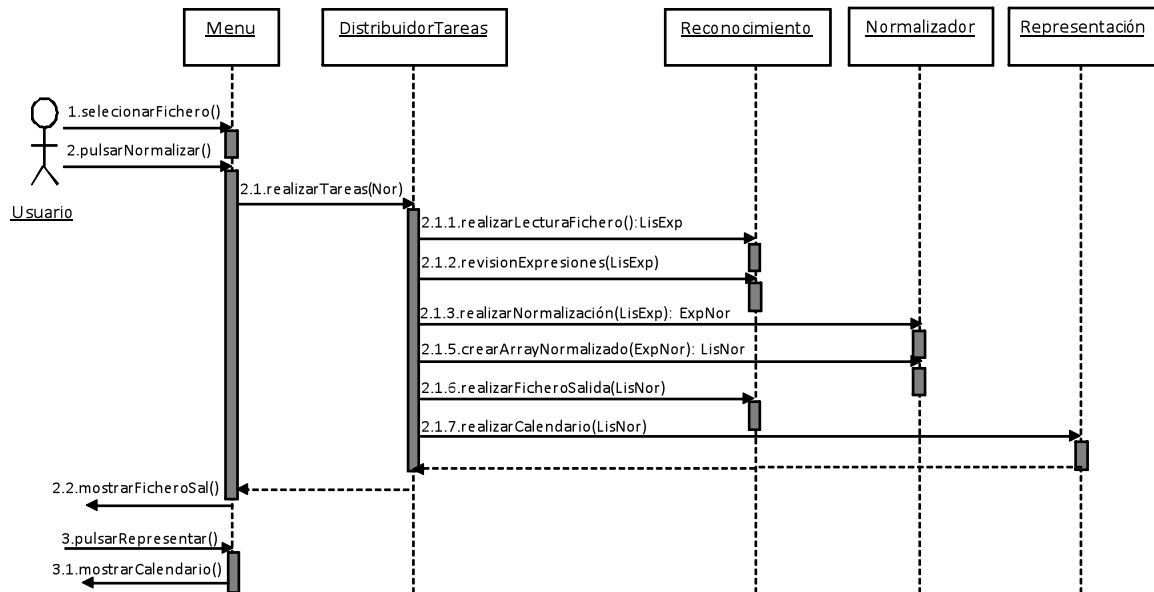 Menu
DistribuidorTareas
Reconocimiento
Normalizador
Representación
1.selecionarFichero()
2.pulsarNormalizar()
Usuario
2.1.realizarTareas(Nor)
2.1.1.realizarLecturaFichero():LisExp
2.1.2.revisionExpresiones(LisExp)
2.1.3.realizarNormalización(LisExp): ExpNor
2.1.5.crearArrayNormalizado(ExpNor): LisNor
2.1.6.realizarFicheroSalida(LisNor)
2.1.7.realizarCalendario(LisNor)
2.2.mostrarFicheroSal()
3.pulsarRepresentar()
3.1.mostrarCalendario()